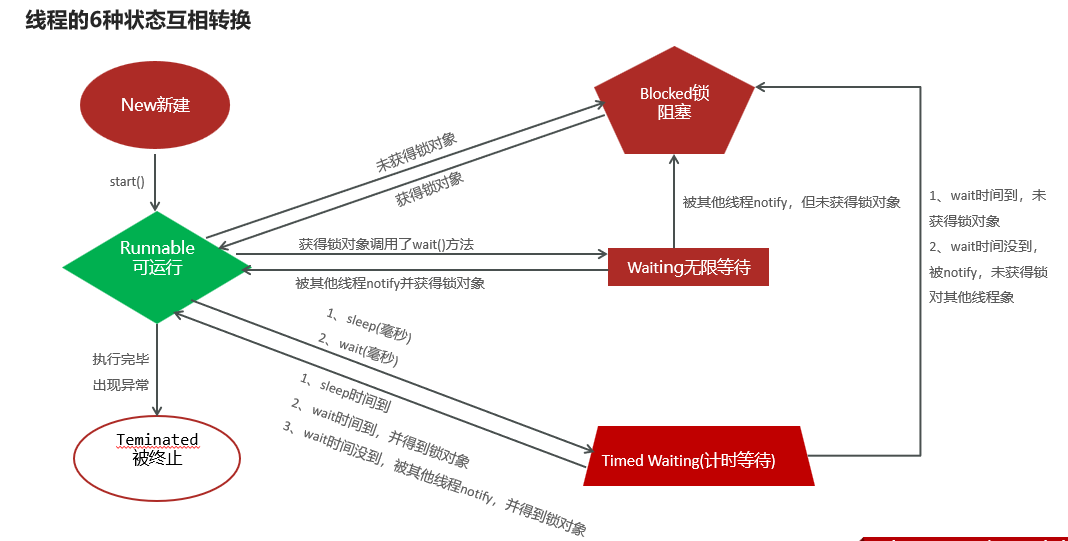 线程的6种状态互相转换
New新建
start()
Runnable
可运行
执行完毕
出现异常
Teminated
被终止
未获得锁对象
获得锁对象
Blocked锁
阻塞
获得锁对象调用了wait()方法
被其他线程notify并获得锁对象
Waiting无限等待
被其他线程notify，但未获得锁对象
1、wait时间到，未
获得锁对象
2、wait时间没到，
被notify，未获得锁
对其他线程象
1、sleep(毫秒)
2、wait(毫秒)
1、sleep时间到
2、wait时间到，并得到锁对象
3、wait时间没到，被其他线程notify，并得到锁对象
Timed Waiting(计时等待)